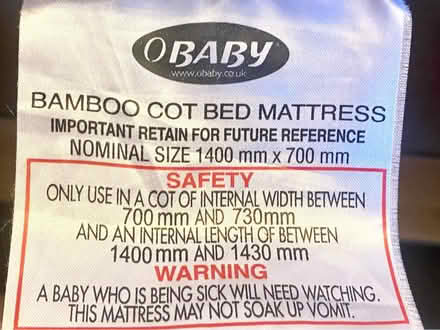 OBABY
www.obaby.co.uk
BAMBOO COT BED MATTRESS
IMPORTANT RETAIN FOR FUTURE REFERENCE
NOMINAL SIZE 1400 mm x 700 mm
SAFETY
ONLY USE IN A COT OF INTERNAL WIDTH BETWEEN
700 mm AND 730mm
AND AN INTERNAL LENGTH OF BETWEEN
1400 mm AND 1430 mm
WARNING
A BABY WHO IS BEING SICK WILL NEED WATCHING.
THIS MATTRESS MAY NOT SOAK UP VOMIT.